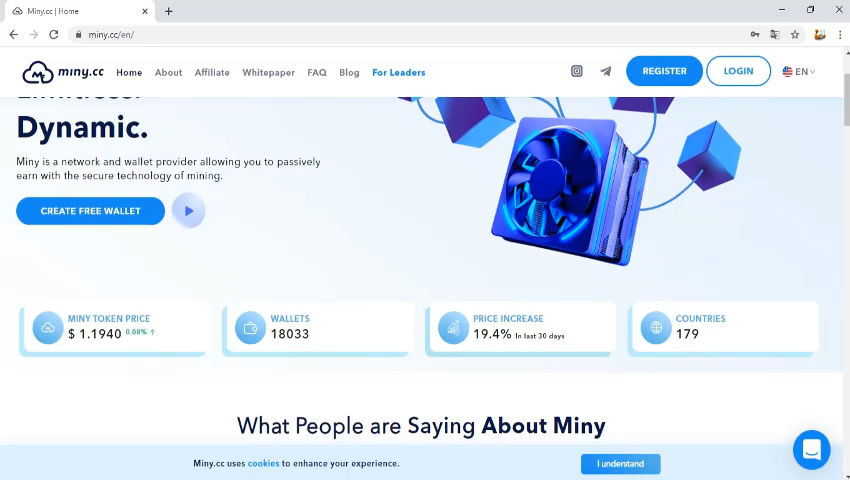 Miny.cc | Home
miny.cc/en/
miny.cc Home About Affiliate Whitepaper FAQ Blog For Leaders REGISTER LOGIN EN
Dynamic.
Miny is a network and wallet provider allowing you to passively
earn with the secure technology of mining.
CREATE FREE WALLET
MINY TOKEN PRICE
$ 1.1940 0.08% ↑
WALLETS
18033
PRICE INCREASE
19.4% In last 30 days
COUNTRIES
179
What People are Saying About Miny
Miny.cc uses cookies to enhance your experience.
I understand